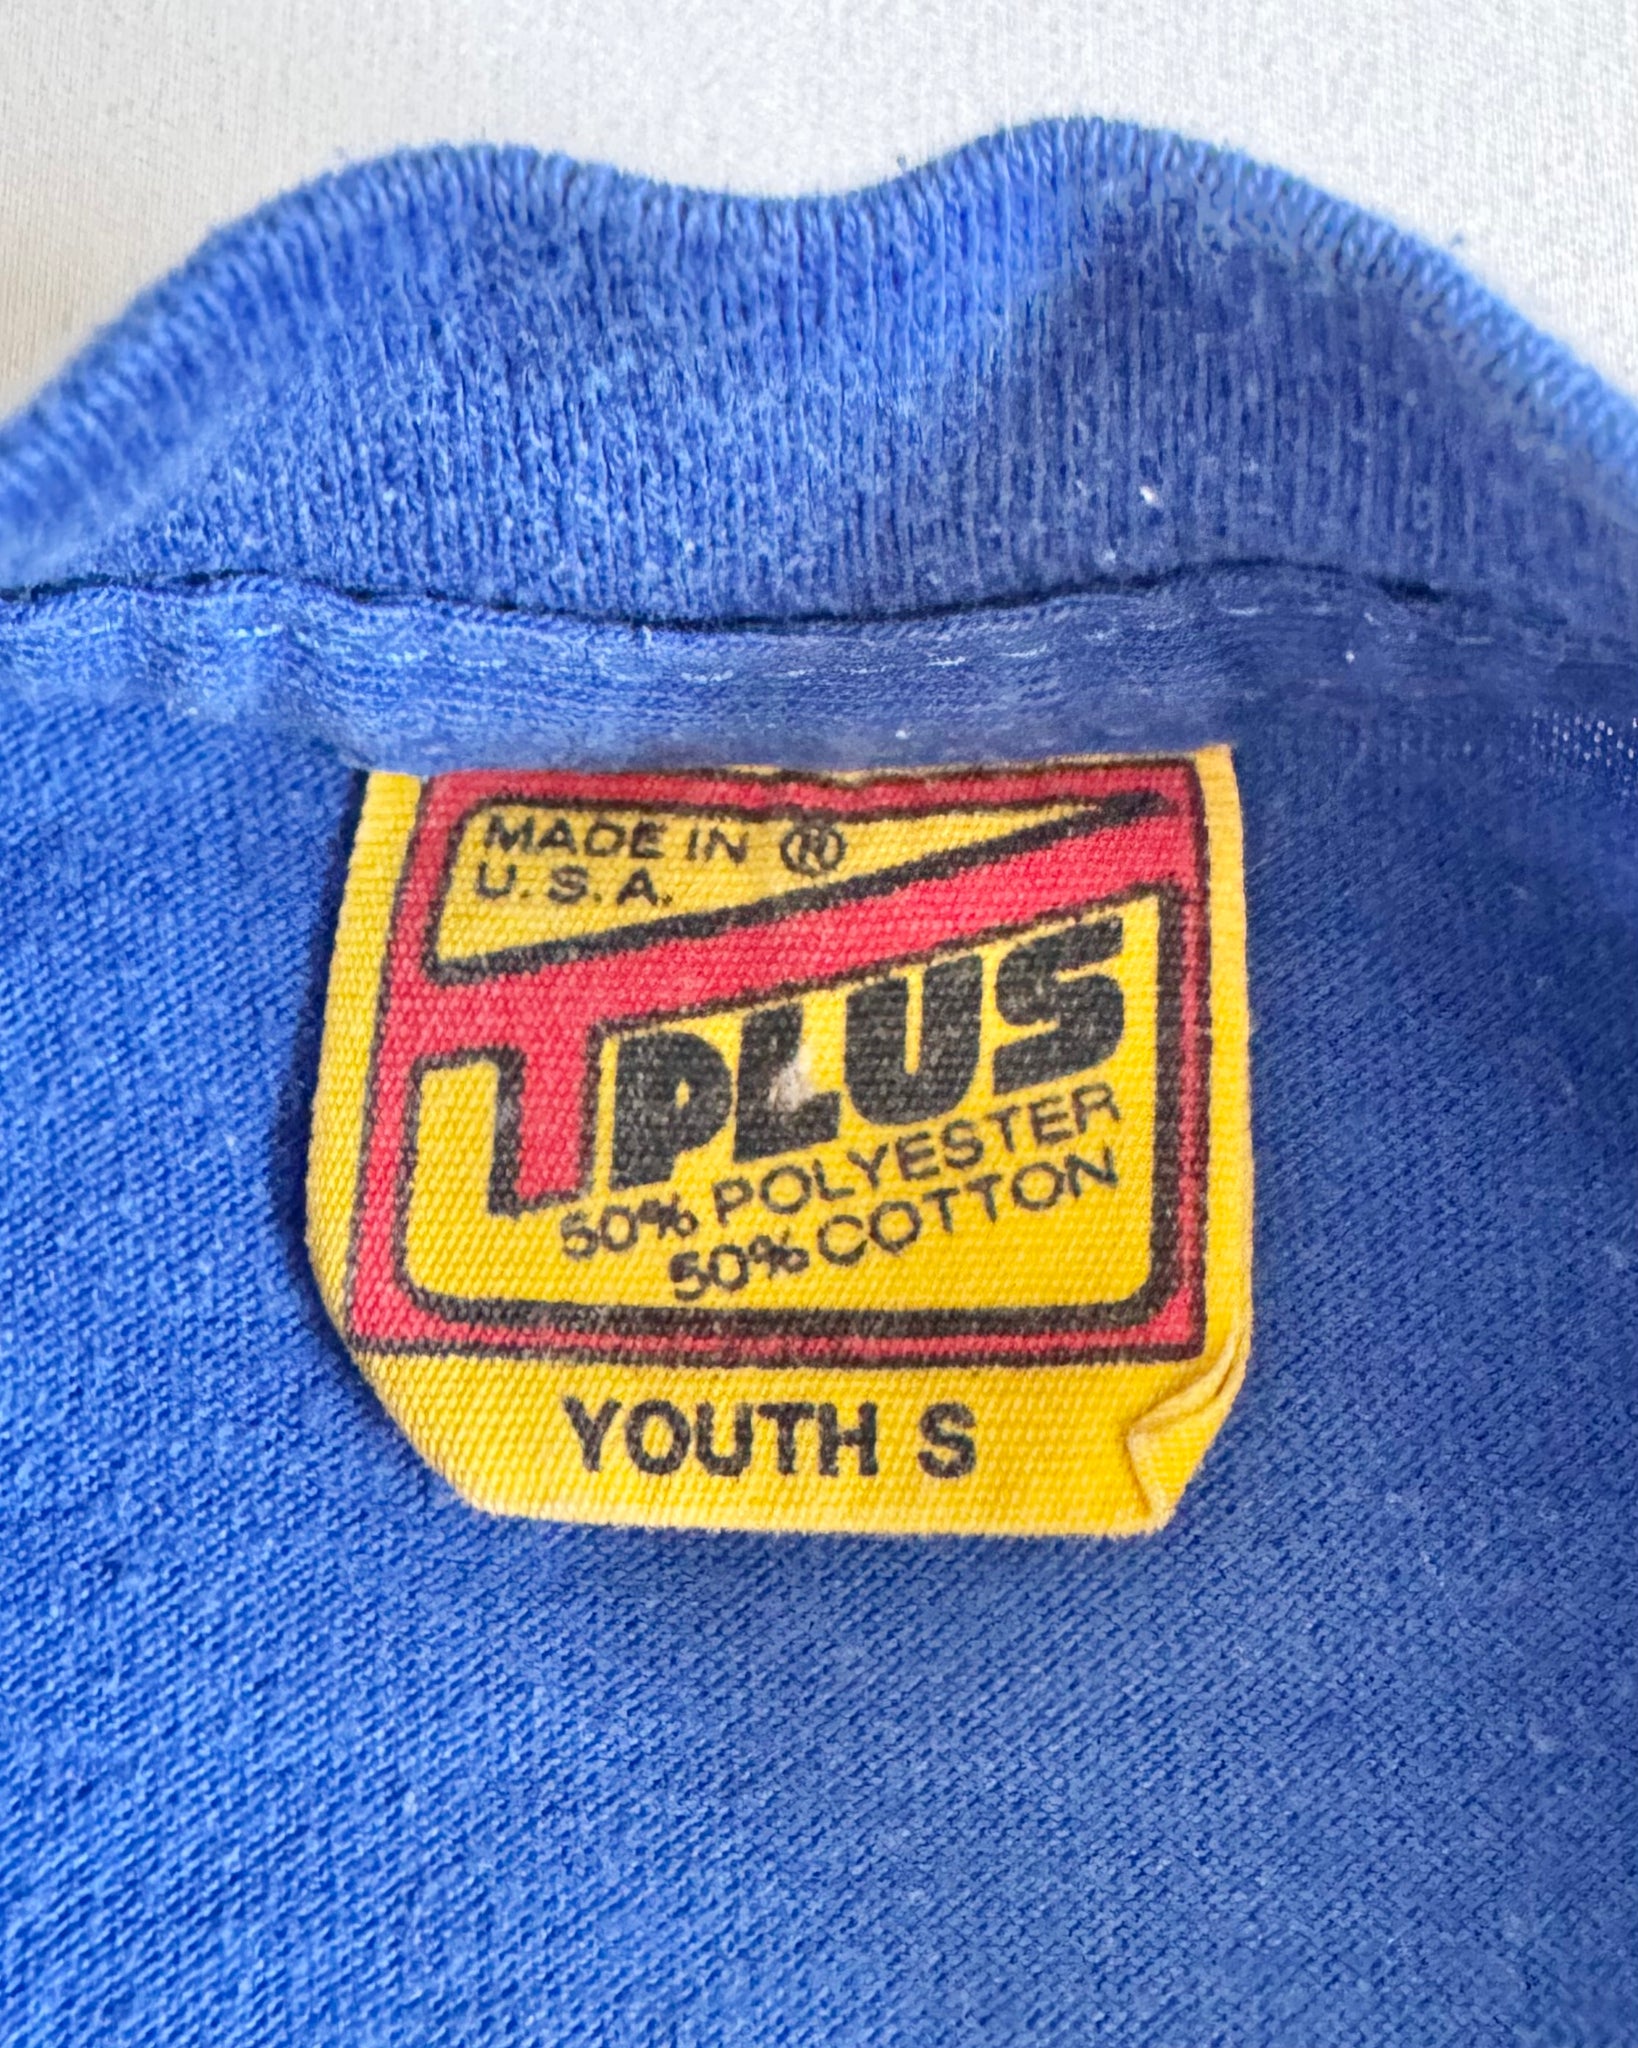 MADE IN ®
U.S.A.
T PLUS
50% POLYESTER
50% COTTON
YOUTH S